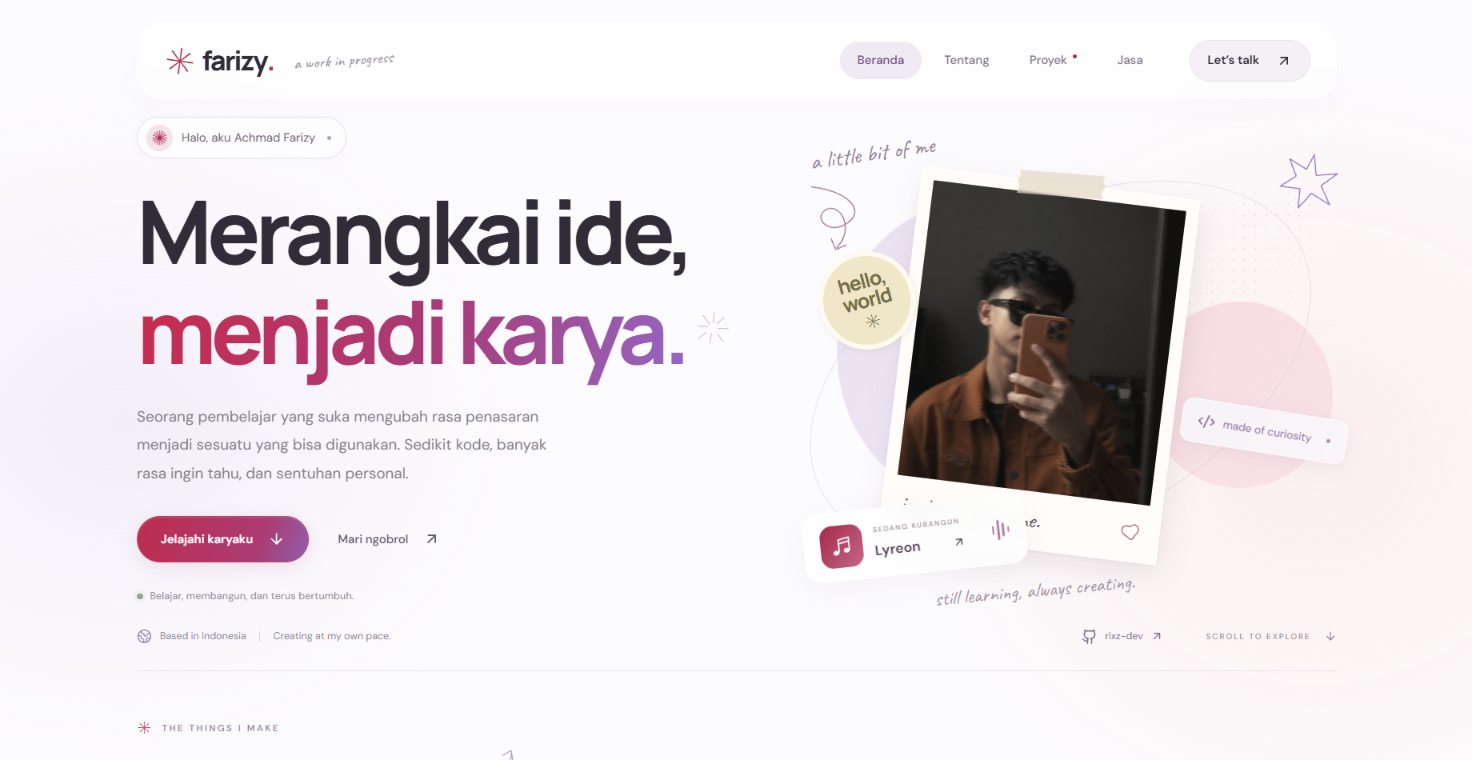 farizy.
a work in progress
Beranda
Tentang
Proyek
Jasa
Let's talk
Halo, aku Achmad Farizy
Merangkai ide,
menjadi karya.
Seorang pembelajar yang suka mengubah rasa penasaran
menjadi sesuatu yang bisa digunakan. Sedikit kode, banyak
rasa ingin tahu, dan sentuhan personal.
Jelajahi karyaku
Mari ngobrol
Belajar, membangun, dan terus bertumbuh.
Based in Indonesia
Creating at my own pace.
a little bit of me
hello,
world
</> made of curiosity
SEDANG KUBANGUN
Lyreon
still learning, always creating.
rixz-dev
SCROLL TO EXPLORE
THE THINGS I MAKE